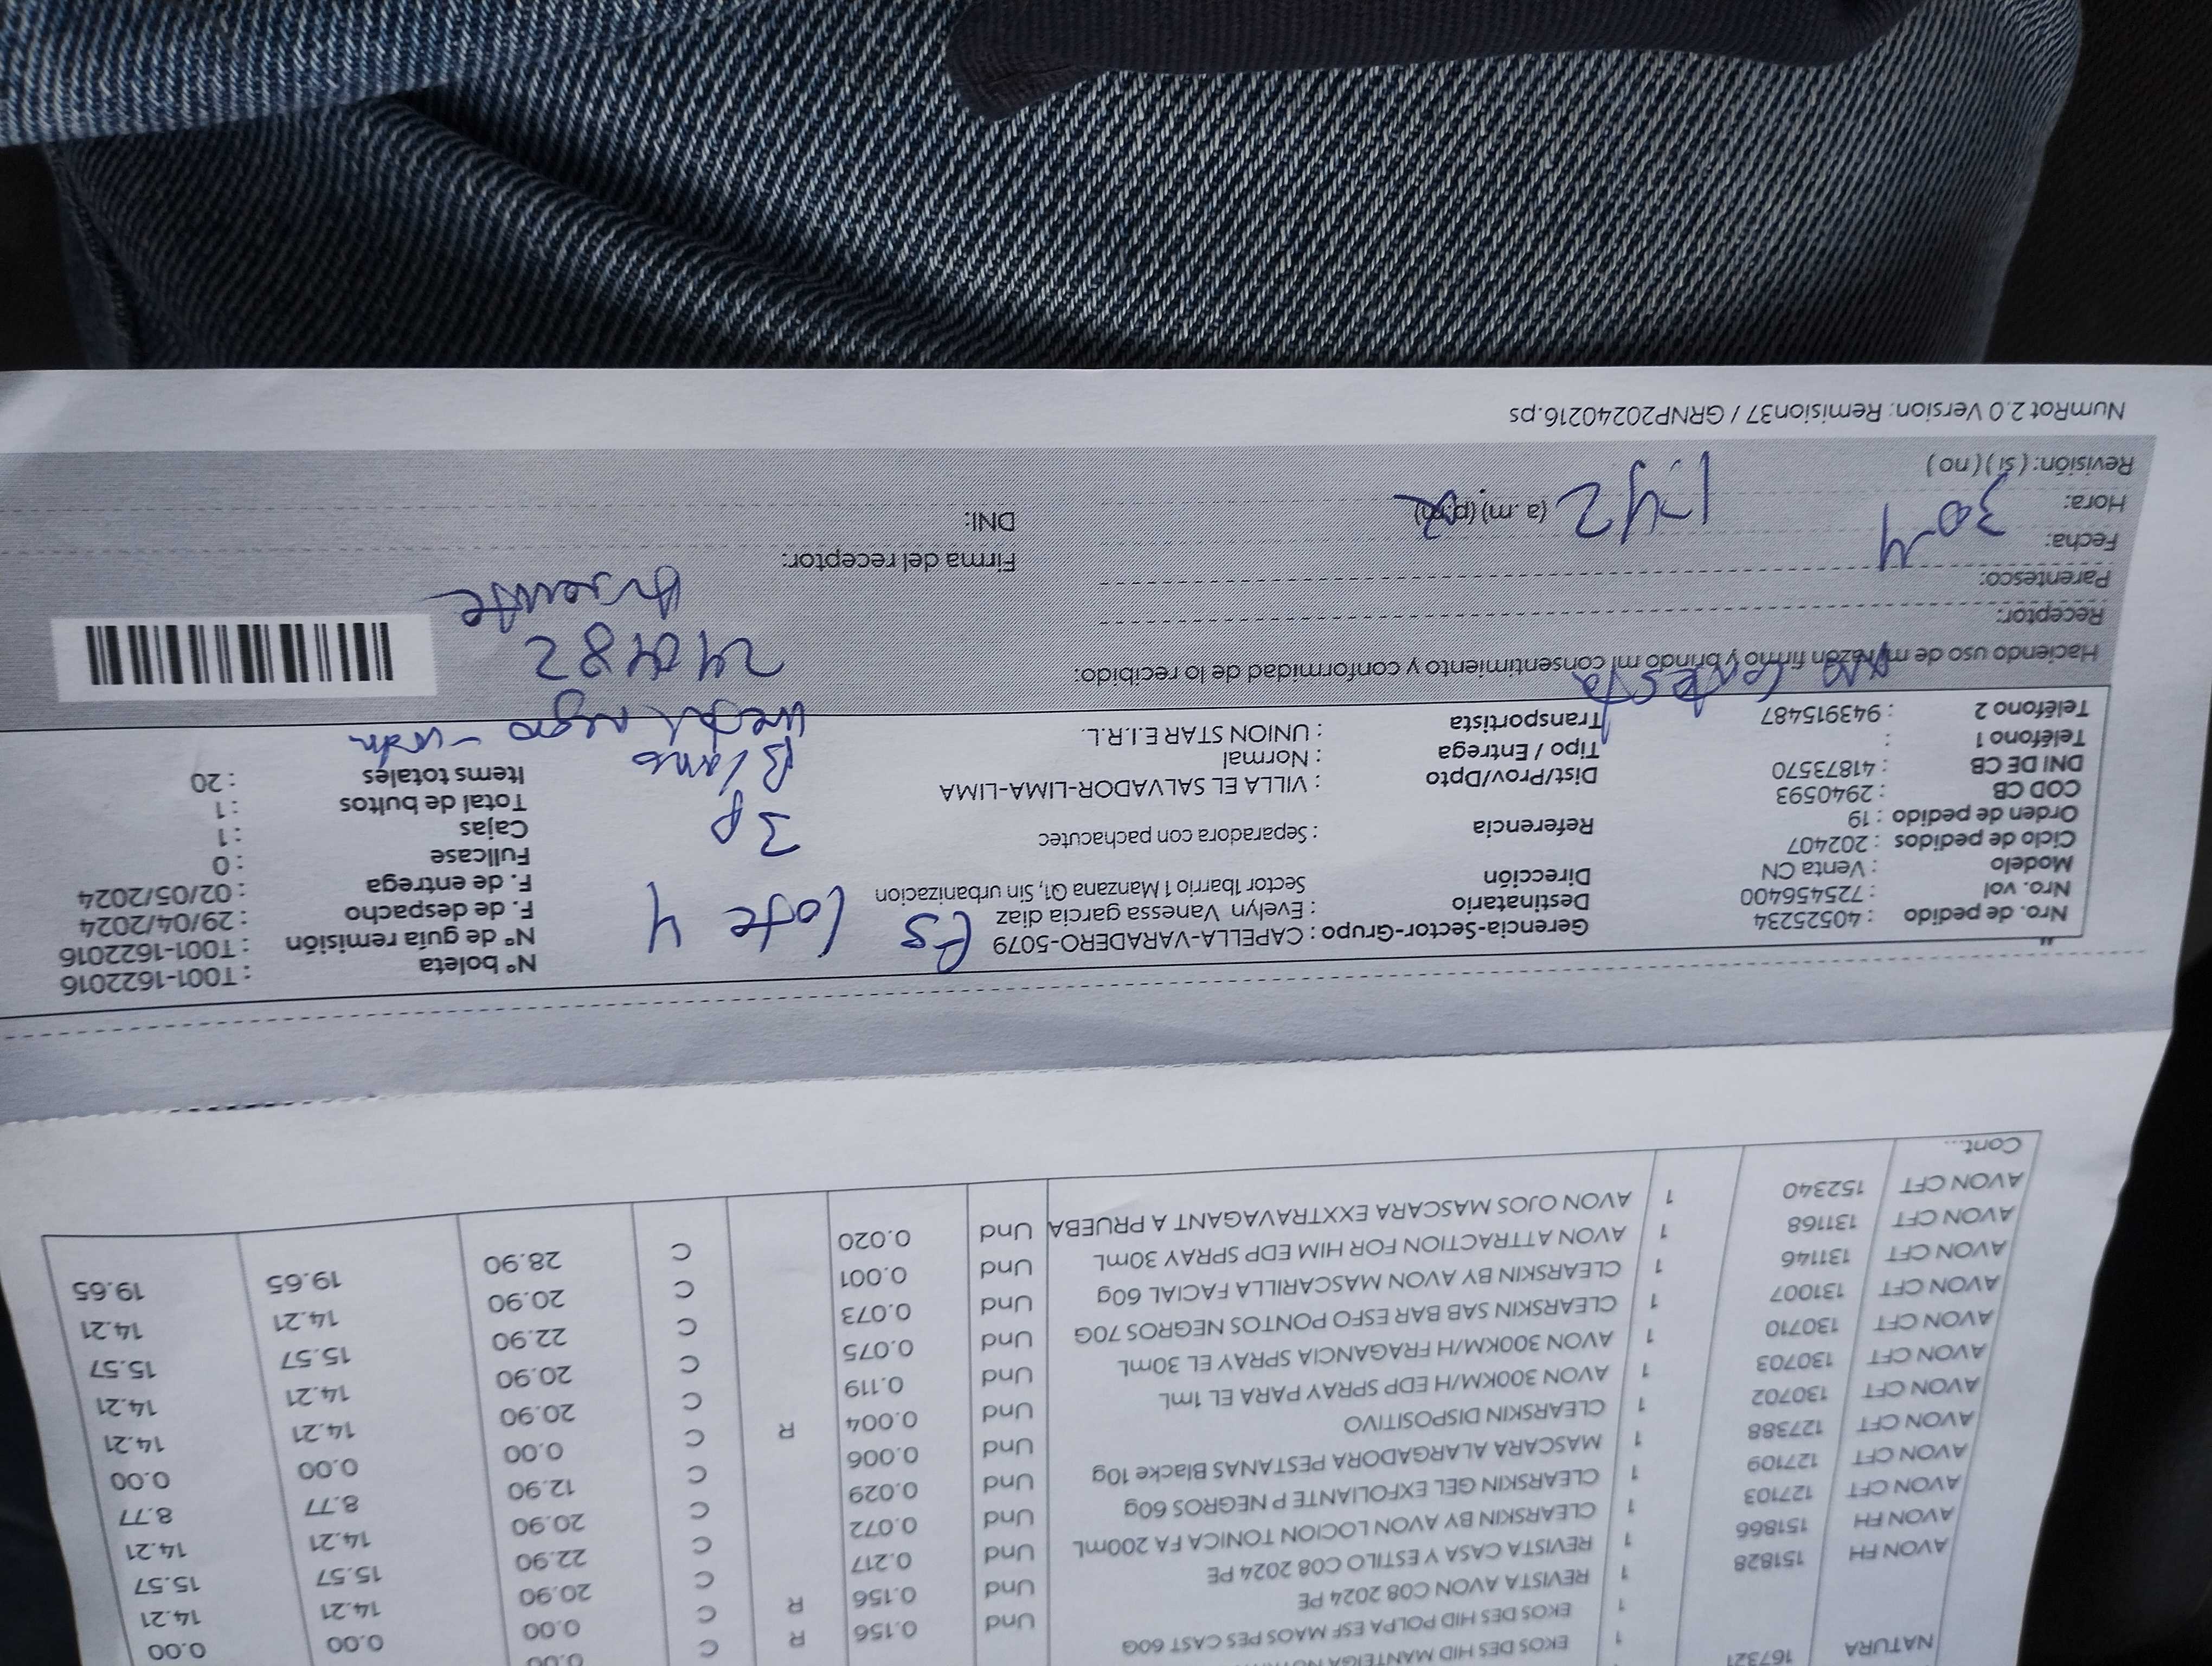 EKOS DES HID MANTEIGA
NATURA 167321 1 EKOS DES HID POLPA ESF MAOS PES CAST 60G
AVON FH 151828 1 REVISTA AVON C08 2024 PE Und 0.156 R C 0.00 0.00 0.00
AVON FH 151866 1 REVISTA CASA Y ESTILO C08 2024 PE Und 0.156 R C 0.00 0.00 0.00
AVON CFT 127103 1 CLEARSKIN BY AVON LOCION TONICA FA 200mL Und 0.217 C 20.90 14.21 14.21
AVON CFT 127109 1 CLEARSKIN GEL EXFOLIANTE P NEGROS 60g Und 0.072 C 22.90 15.57 15.57
AVON CFT 127388 1 MASCARA ALARGADORA PESTANAS Blacke 10g Und 0.029 C 20.90 14.21 14.21
AVON CFT 130702 1 CLEARSKIN DISPOSITIVO Und 0.006 C 12.90 8.77 8.77
AVON CFT 130703 1 AVON 300KM/H EDP SPRAY PARA EL 1mL Und 0.004 R C 0.00 0.00 0.00
AVON CFT 130710 1 AVON 300KM/H FRAGANCIA SPRAY EL 30mL Und 0.119 C 20.90 14.21 14.21
AVON CFT 131007 1 CLEARSKIN SAB BAR ESFO PONTOS NEGROS 70G Und 0.075 C 20.90 14.21 14.21
AVON CFT 131146 1 CLEARSKIN BY AVON MASCARILLA FACIAL 60g Und 0.073 C 22.90 15.57 15.57
AVON CFT 131168 1 AVON ATTRACTION FOR HIM EDP SPRAY 30mL Und 0.001 C 20.90 14.21 14.21
AVON CFT 152340 1 AVON OJOS MASCARA EXXTRAVAGANT A PRUEBA Und 0.020 C 28.90 19.65 19.65
Cont...
Nro. de pedido : 40525234
Nro. vol : 725456400
Modelo : Venta CN
Ciclo de pedidos : 202407
Orden de pedido : 19
COD CB : 2940593
DNI DE CB : 41873570
Teléfono 1 :
Teléfono 2 : 943915487
Gerencia-Sector-Grupo : CAPELLA-VARADERO-5079
Destinatario : Evelyn Vanessa garcia diaz
Dirección Sector 1barrio 1 Manzana Q1, Sin urbanizacion
Referencia : Separadora con pachacutec
Dist/Prov/Dpto : VILLA EL SALVADOR-LIMA-LIMA
Tipo / Entrega : Normal
Transportista : UNION STAR E.I.R.L.
Es lote 4
3p
Blanco
negro
240482
Ausente
Nº boleta : T001-1622016
Nº de guía remisión : T001-1622016
F. de despacho : 29/04/2024
F. de entrega : 02/05/2024
Fullcase : 0
Cajas : 1
Total de bultos : 1
Items totales : 20
No contesta
Haciendo uso de mi razón firmo y brindo mi consentimiento y conformidad de lo recibido:
Receptor:
Parentesco:
Fecha: 30-4
Hora: 1:42 (a. m) (p.m)
Revisión: ( si ) ( no )
Firma del receptor:
DNI:
NumRot 2.0 Version: Remision37 / GRNP20240216.ps